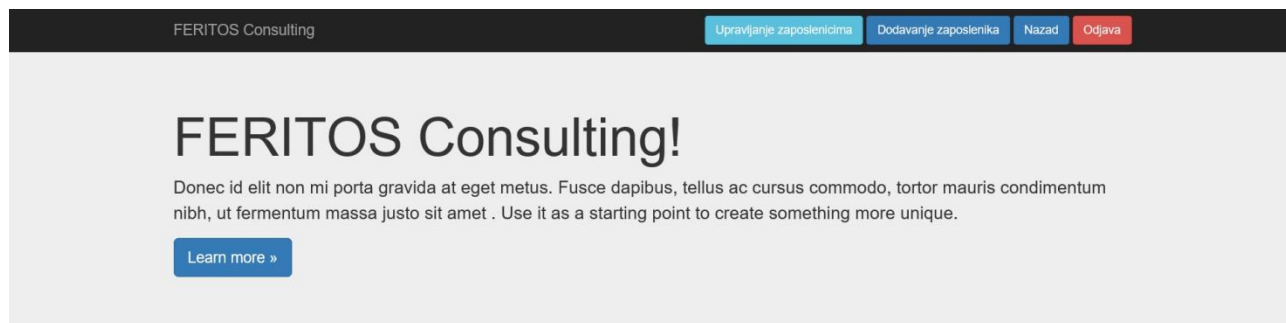 FERITOS Consulting
Upravljanje zaposlenicima
Dodavanje zaposlenika
Nazad
Odjava
FERITOS Consulting!
Donec id elit non mi porta gravida at eget metus. Fusce dapibus, tellus ac cursus commodo, tortor mauris condimentum
nibh, ut fermentum massa justo sit amet . Use it as a starting point to create something more unique.
Learn more »